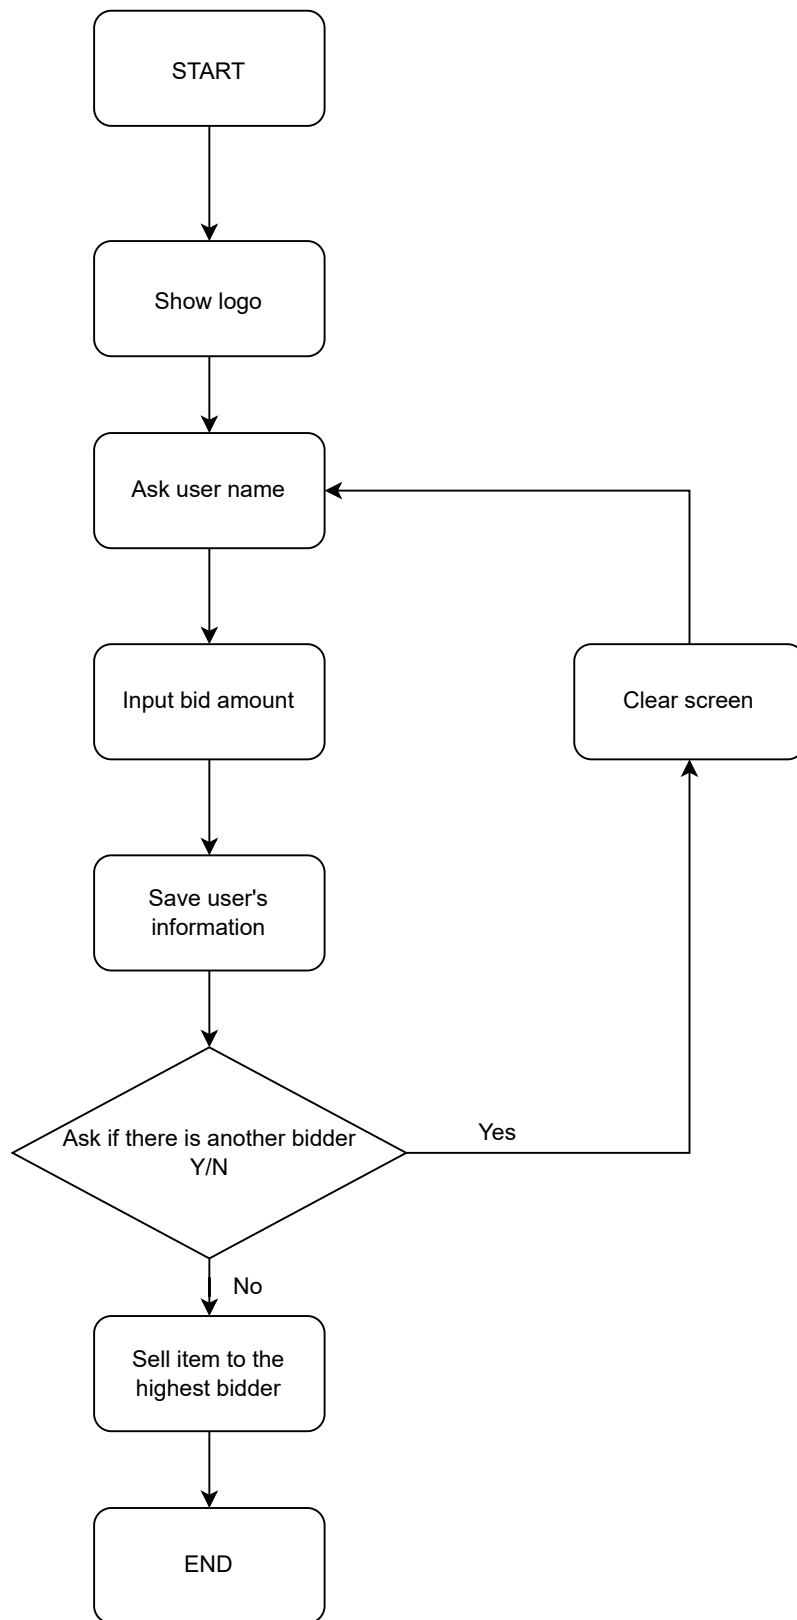 START
Show logo
Ask user name
Input bid amount
Clear screen
Save user's
information
Ask if there is another bidder
Y/N
Yes
No
Sell item to the
highest bidder
END